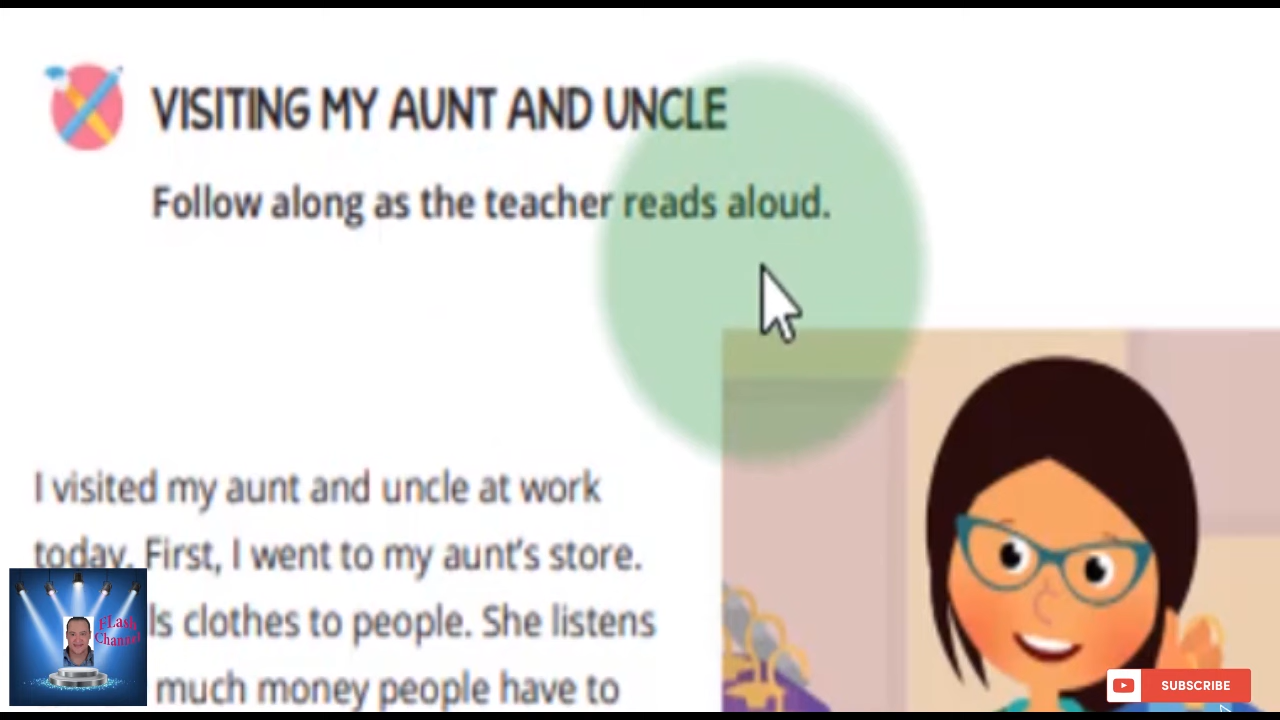 VISITING MY AUNT AND UNCLE
Follow along as the teacher reads aloud.
I visited my aunt and uncle at work
today. First, I went to my aunt's store.
ls clothes to people. She listens
much money people have to
FLash
Channel
SUBSCRIBE